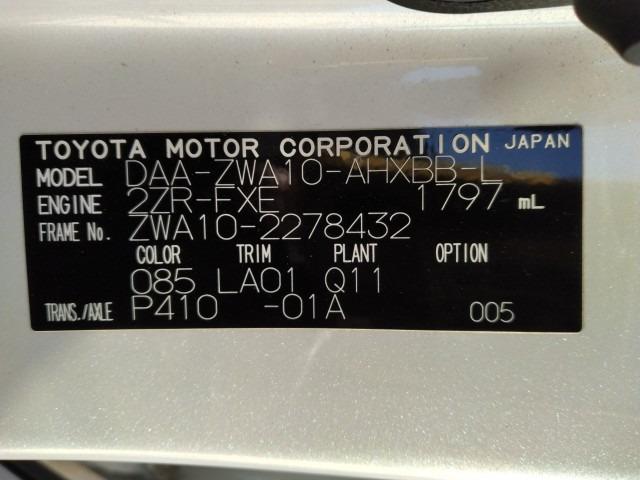 TOYOTA MOTOR CORPORATION JAPAN
MODEL DAA-ZWA10-AHXBB-L
ENGINE 2ZR-FXE 1797 mL
FRAME No. ZWA10-2278432
COLOR TRIM PLANT OPTION
085 LA01 Q11
TRANS./AXLE P410 -01A 005